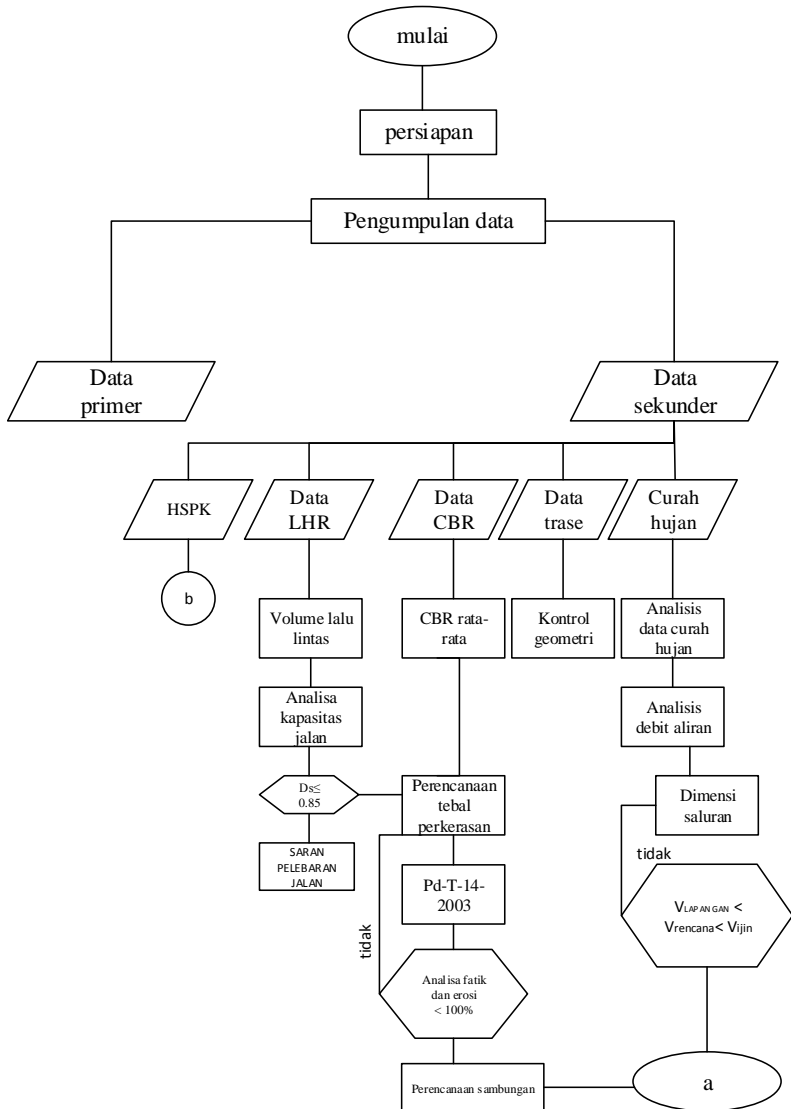 mulai
persiapan
Pengumpulan data
Data
primer
Data
sekunder
HSPK
Data
LHR
Data
CBR
Data
trase
Curah
hujan
b
Volume lalu
lintas
CBR rata-
rata
Kontrol
geometri
Analisis
data curah
hujan
Analisa
kapasitas
jalan
Analisis
debit aliran
Ds≤
0.85
Perencanaan
tebal
perkerasan
Dimensi
saluran
SARAN
PELEBARAN
JALAN
tidak
Pd-T-14-
2003
VLAPANGAN <
Vrencana< Vijin
tidak
Analisa fatik
dan erosi
< 100%
Perencanaan sambungan
a